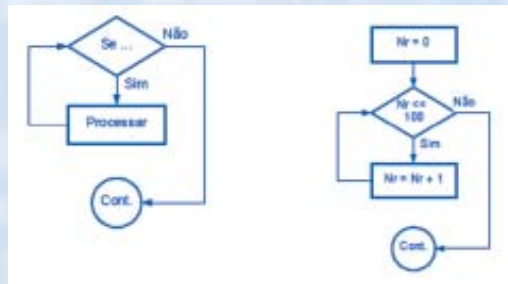 Se ...
Não
Sim
Processar
Cont.
Nr = 0
Nr <=
100
Não
Sim
Nr = Nr + 1
Cont.